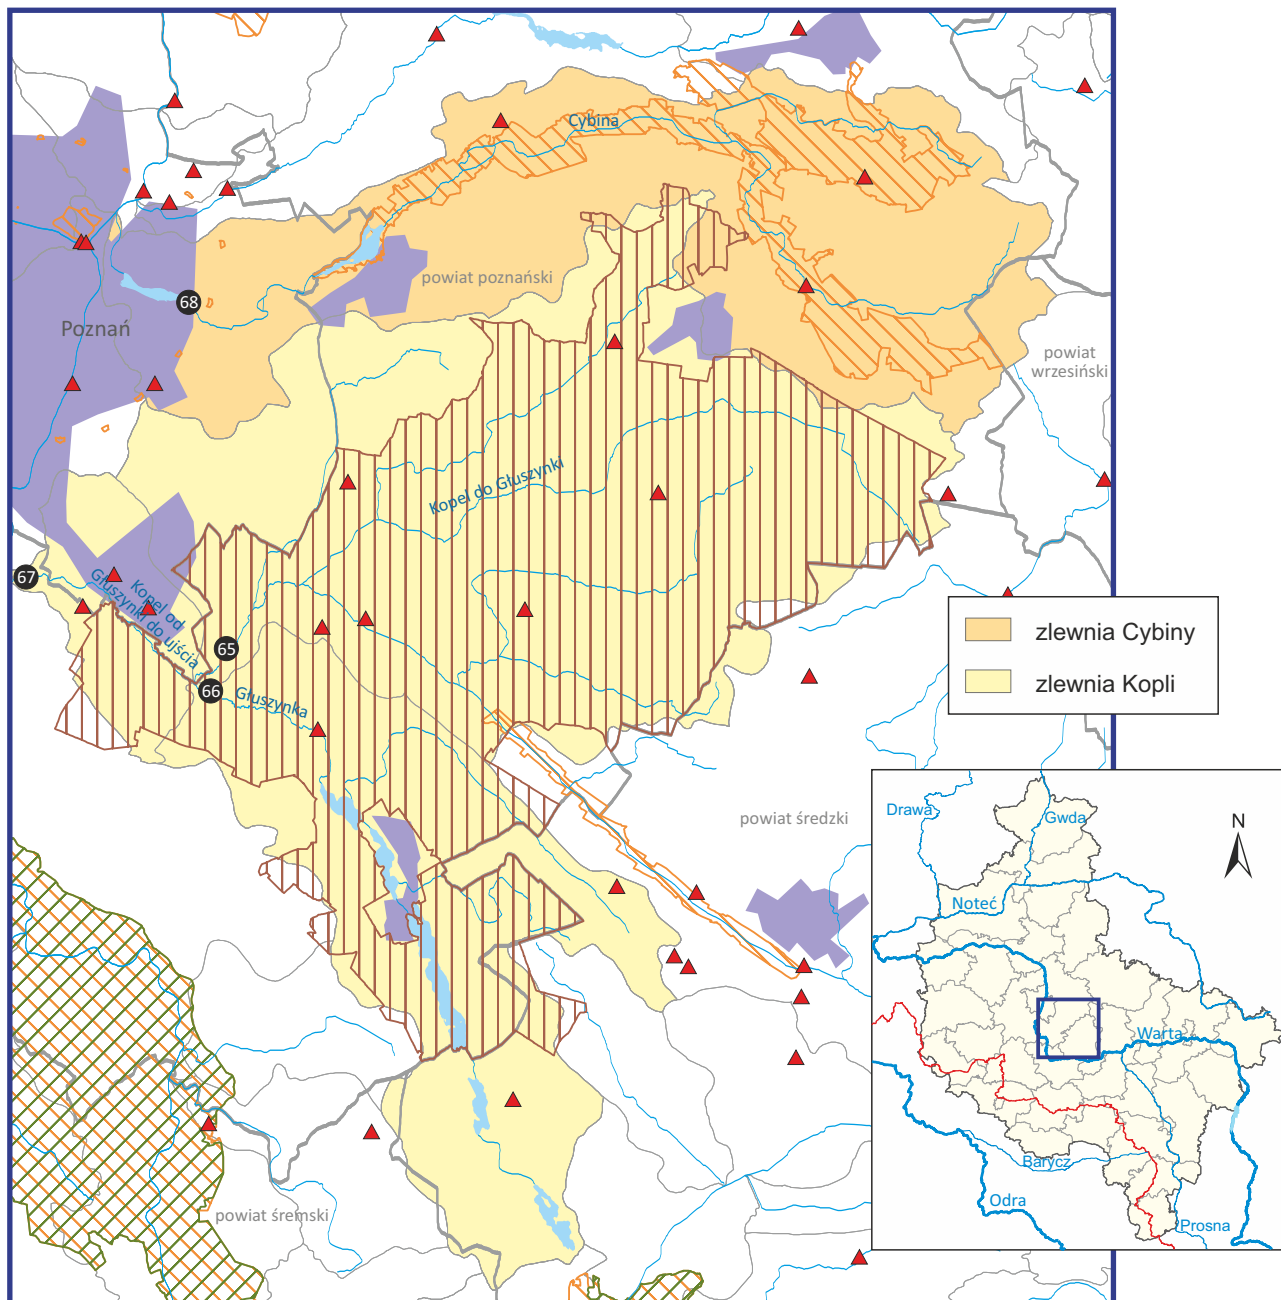 Cybina
powiat poznański
68
Poznań
powiat
wrzesiński
Kopel do Głuszynki
67
Kopel od
Głuszynki do ujścia
65
66
Głuszynka
zlewnia Cybiny
zlewnia Kopli
powiat średzki
powiat śremski
Drawa
Gwda
N
Noteć
Warta
Barycz
Odra
Prosna